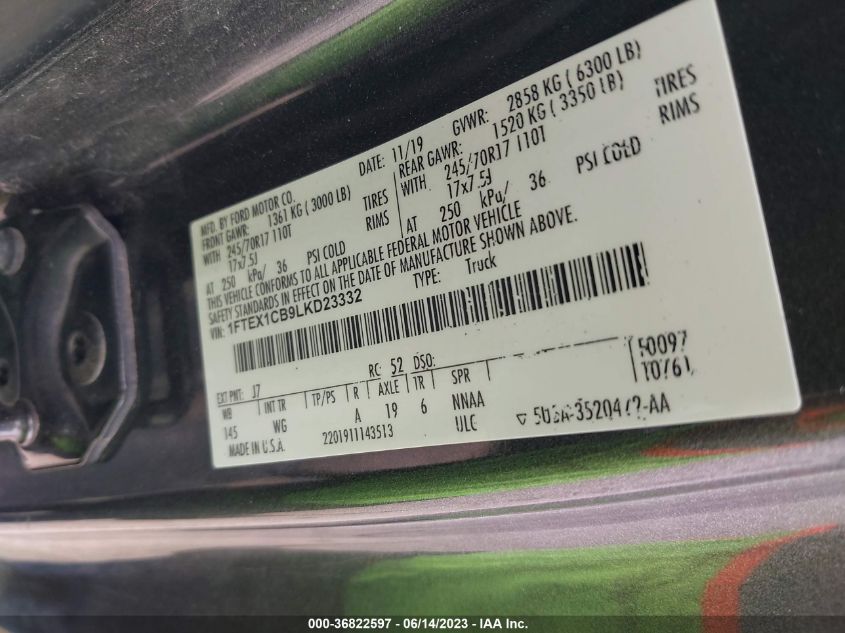 MFD. BY FORD MOTOR CO.
DATE: 11/19 GVWR: 2858 KG ( 6300 LB)
FRONT GAWR: 1361 KG ( 3000 LB)
REAR GAWR: 1520 KG ( 3350 LB)
WITH 245/70R17 110T TIRES
WITH 245/70R17 110T TIRES
17x7.5J RIMS
17x7.5J RIMS
AT 250 kPa/ 36 PSI COLD
AT 250 kPa/ 36 PSI COLD
THIS VEHICLE CONFORMS TO ALL APPLICABLE FEDERAL MOTOR VEHICLE
SAFETY STANDARDS IN EFFECT ON THE DATE OF MANUFACTURE SHOWN ABOVE.
VIN: 1FTEX1CB9LKD23332
TYPE: Truck
EXT PNT: J7 RC: 52 DSO: 50097
WB INT TR TP/PS R AXLE TR SPR
145 WG A 19 6 NNAA
MADE IN U.S.A. 2201911143513 ULC
000-36822597 - 06/14/2023 - IAA Inc.